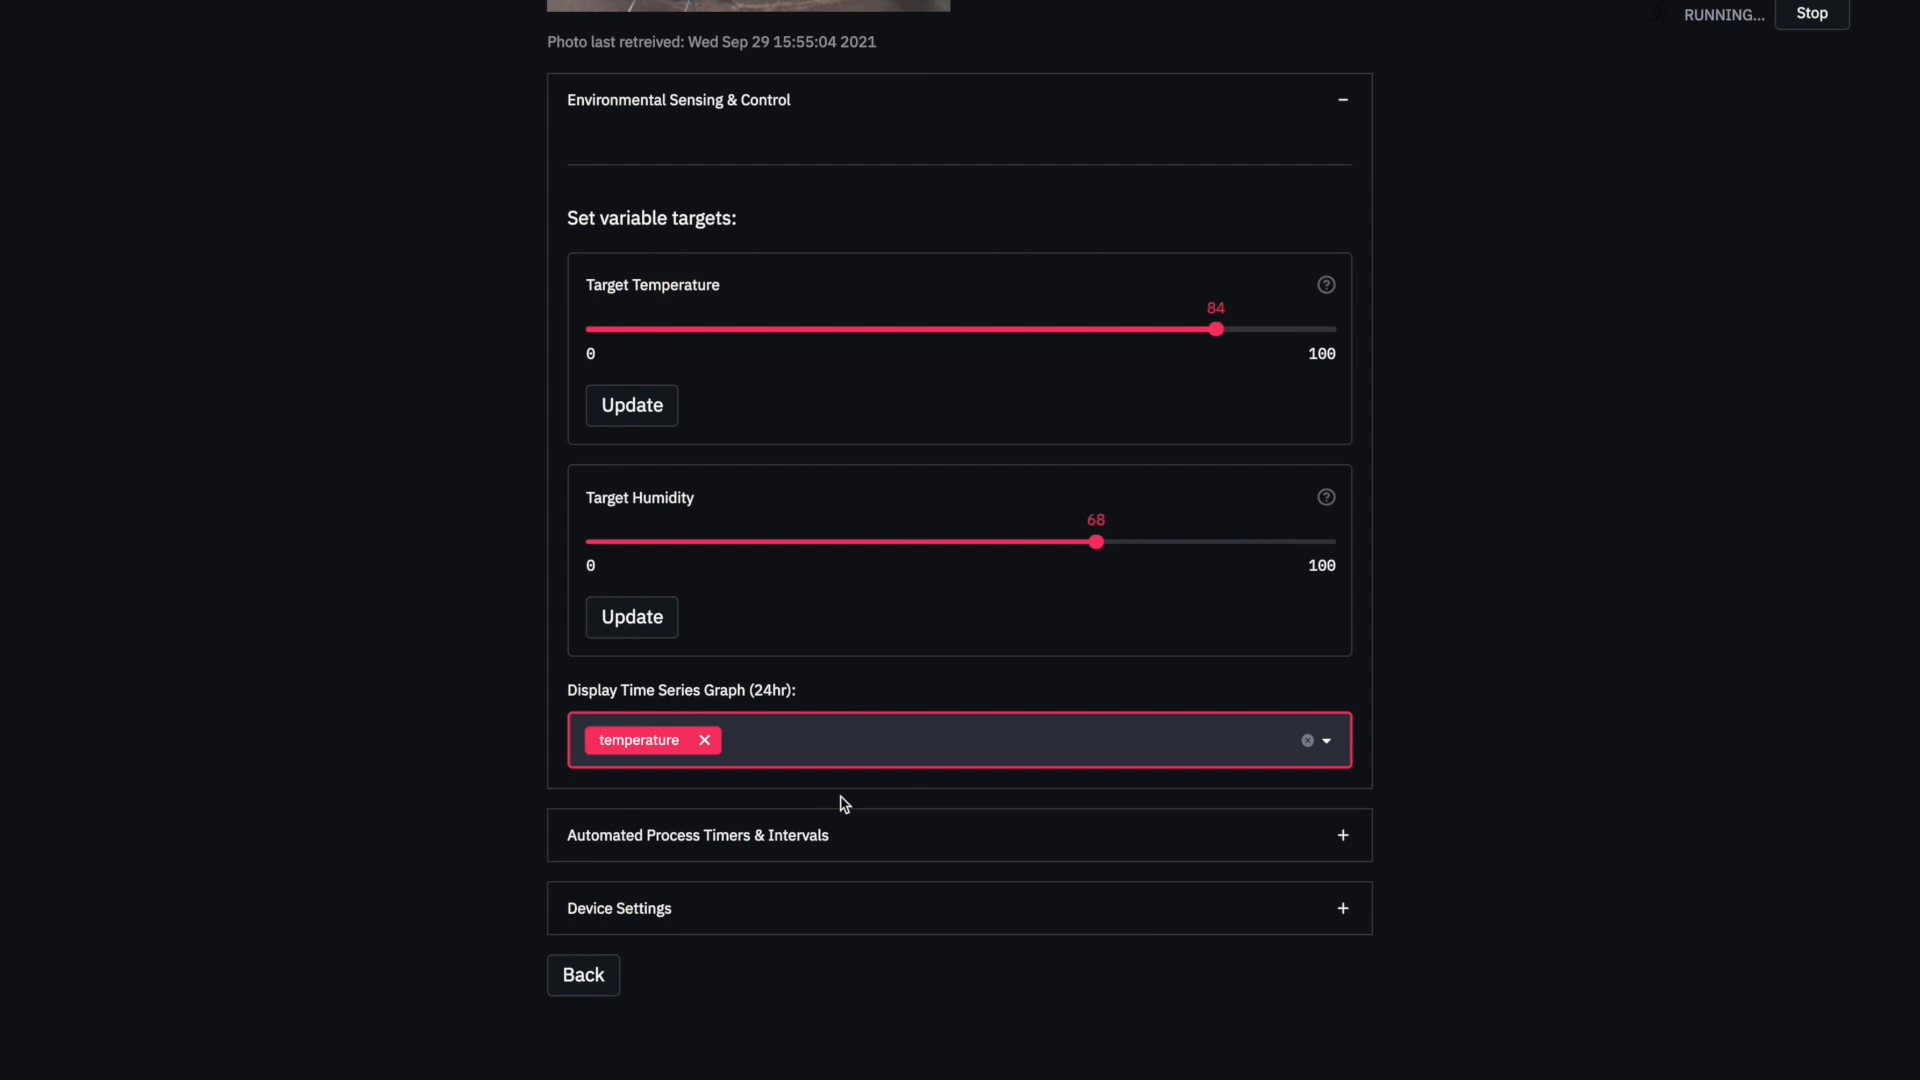 RUNNING...
Stop
Photo last retreived: Wed Sep 29 15:55:04 2021
Environmental Sensing & Control
Set variable targets:
Target Temperature
84
0 100
Update
Target Humidity
68
0 100
Update
Display Time Series Graph (24hr):
temperature
Automated Process Timers & Intervals
Device Settings
Back